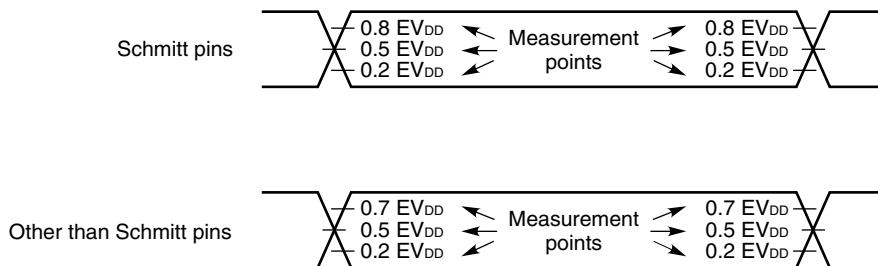 Schmitt pins
0.8 EVDD
0.5 EVDD
0.2 EVDD
Measurement
points
0.8 EVDD
0.5 EVDD
0.2 EVDD
Other than Schmitt pins
0.7 EVDD
0.5 EVDD
0.2 EVDD
Measurement
points
0.7 EVDD
0.5 EVDD
0.2 EVDD